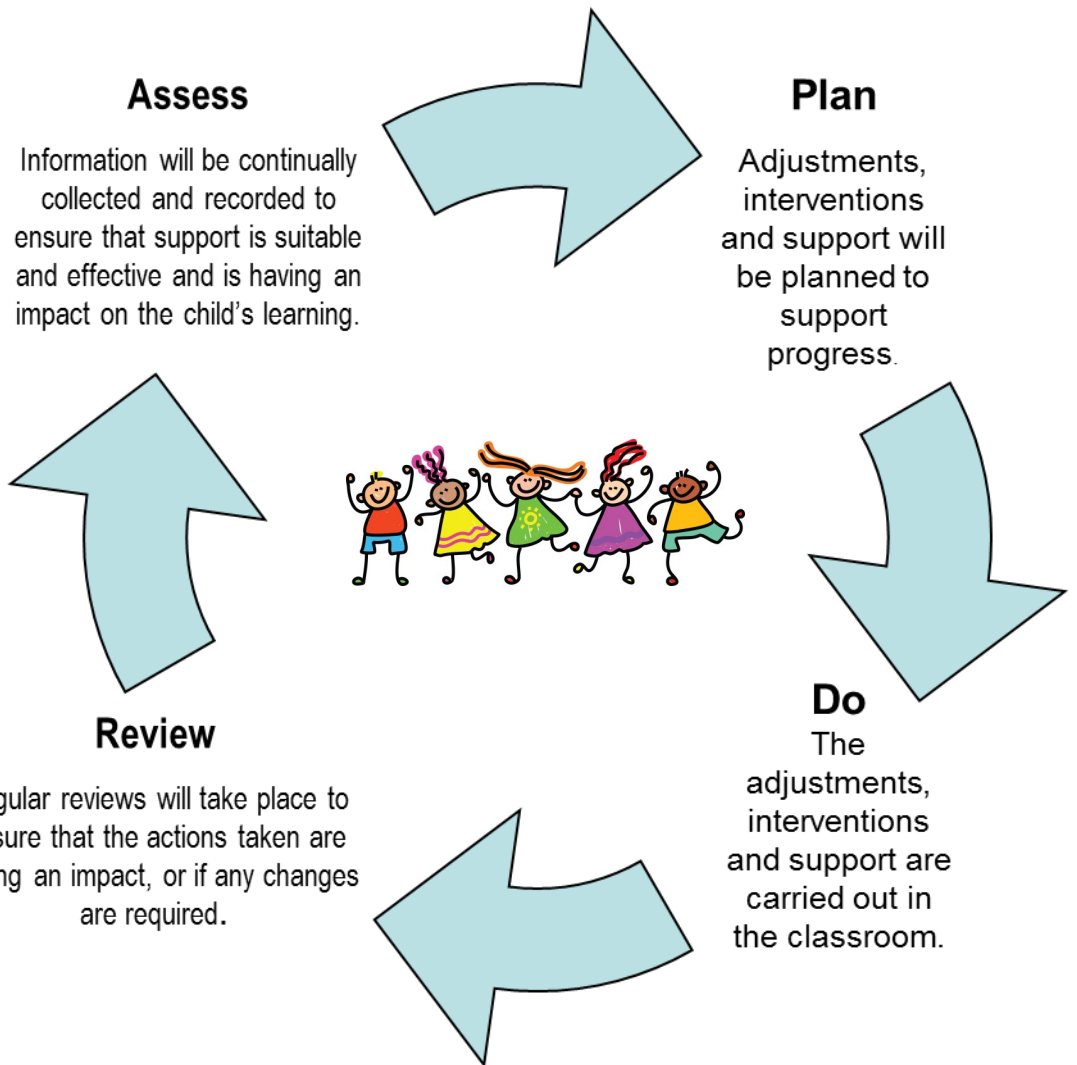 Assess
Information will be continually
collected and recorded to
ensure that support is suitable
and effective and is having an
impact on the child's learning.
Plan
Adjustments,
interventions
and support will
be planned to
support
progress.
Do
The
adjustments,
interventions
and support are
carried out in
the classroom.
Review
gular reviews will take place to
sure that the actions taken are
ng an impact, or if any changes
are required.